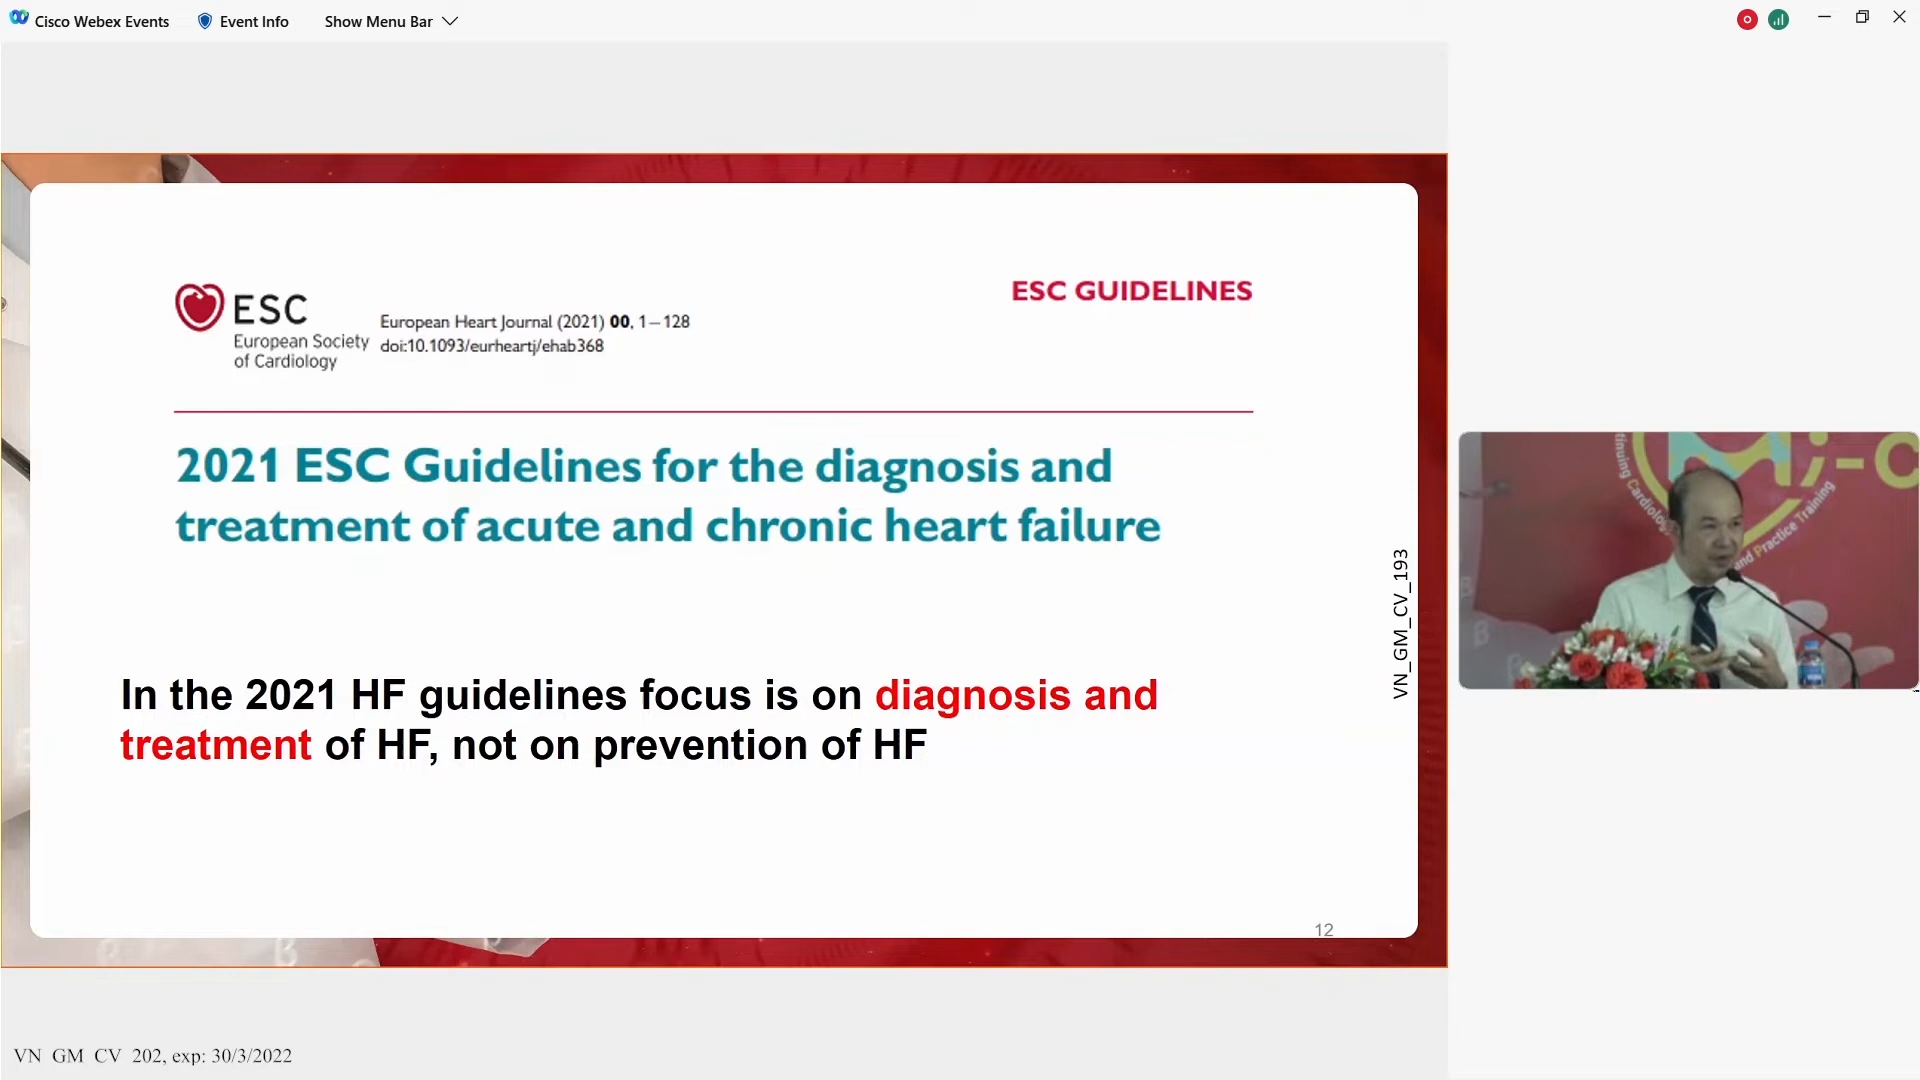 Cisco Webex Events
Event Info
Show Menu Bar
ESC
European Society
of Cardiology
European Heart Journal (2021) 00, 1–128
doi:10.1093/eurheartj/ehab368
ESC GUIDELINES
2021 ESC Guidelines for the diagnosis and
treatment of acute and chronic heart failure
In the 2021 HF guidelines focus is on diagnosis and
treatment of HF, not on prevention of HF
VN_GM_CV_193
12
and Practice Training
VN GM CV 202, exp: 30/3/2022